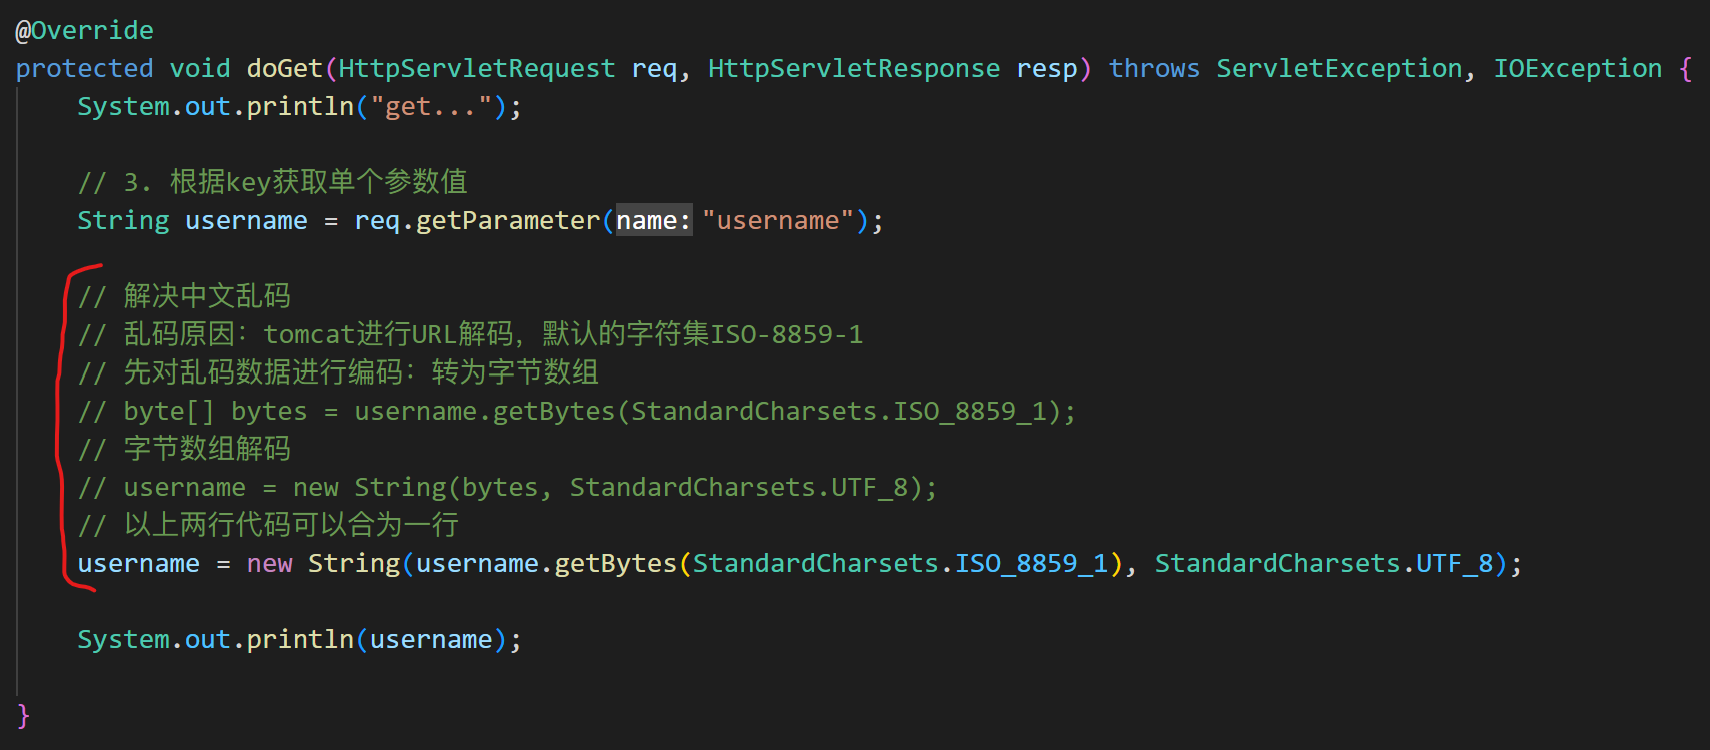 @Override
protected void doGet(HttpServletRequest req, HttpServletResponse resp) throws ServletException, IOException {
    System.out.println("get...");
    // 3. 根据key获取单个参数值
    String username = req.getParameter(name: "username");
    // 解决中文乱码
    // 乱码原因：tomcat进行URL解码，默认的字符集ISO-8859-1
    // 先对乱码数据进行编码：转为字节数组
    // byte[] bytes = username.getBytes(StandardCharsets.ISO_8859_1);
    // 字节数组解码
    // username = new String(bytes, StandardCharsets.UTF_8);
    // 以上两行代码可以合为一行
    username = new String(username.getBytes(StandardCharsets.ISO_8859_1), StandardCharsets.UTF_8);
    System.out.println(username);
}